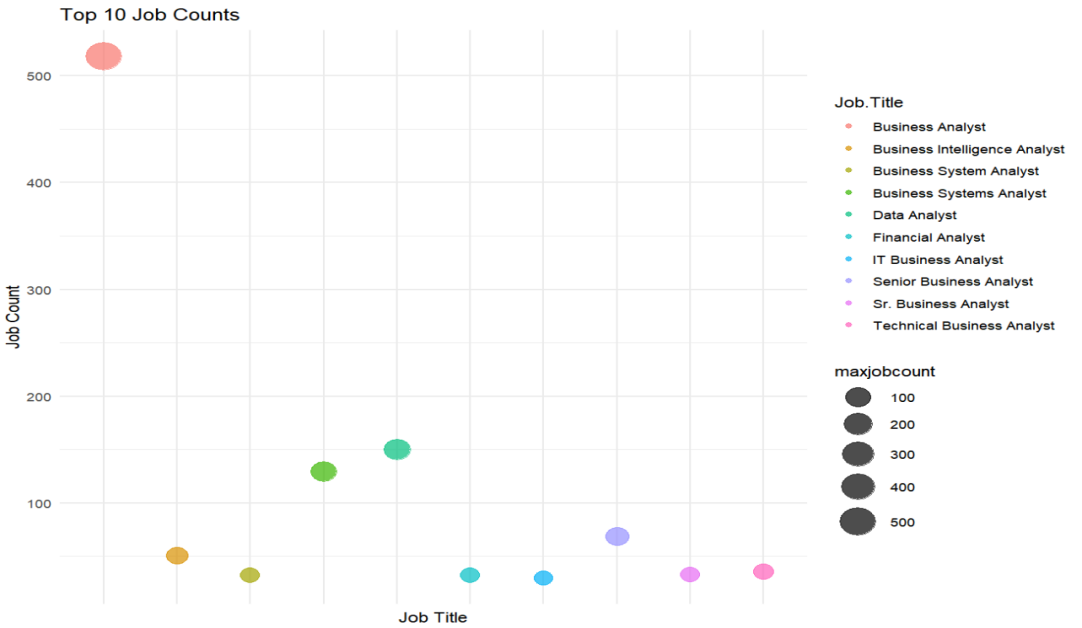 Top 10 Job Counts
500
400
300
200
100
Job Count
Job Title
Job.Title
Business Analyst
Business Intelligence Analyst
Business System Analyst
Business Systems Analyst
Data Analyst
Financial Analyst
IT Business Analyst
Senior Business Analyst
Sr. Business Analyst
Technical Business Analyst
maxjobcount
100
200
300
400
500